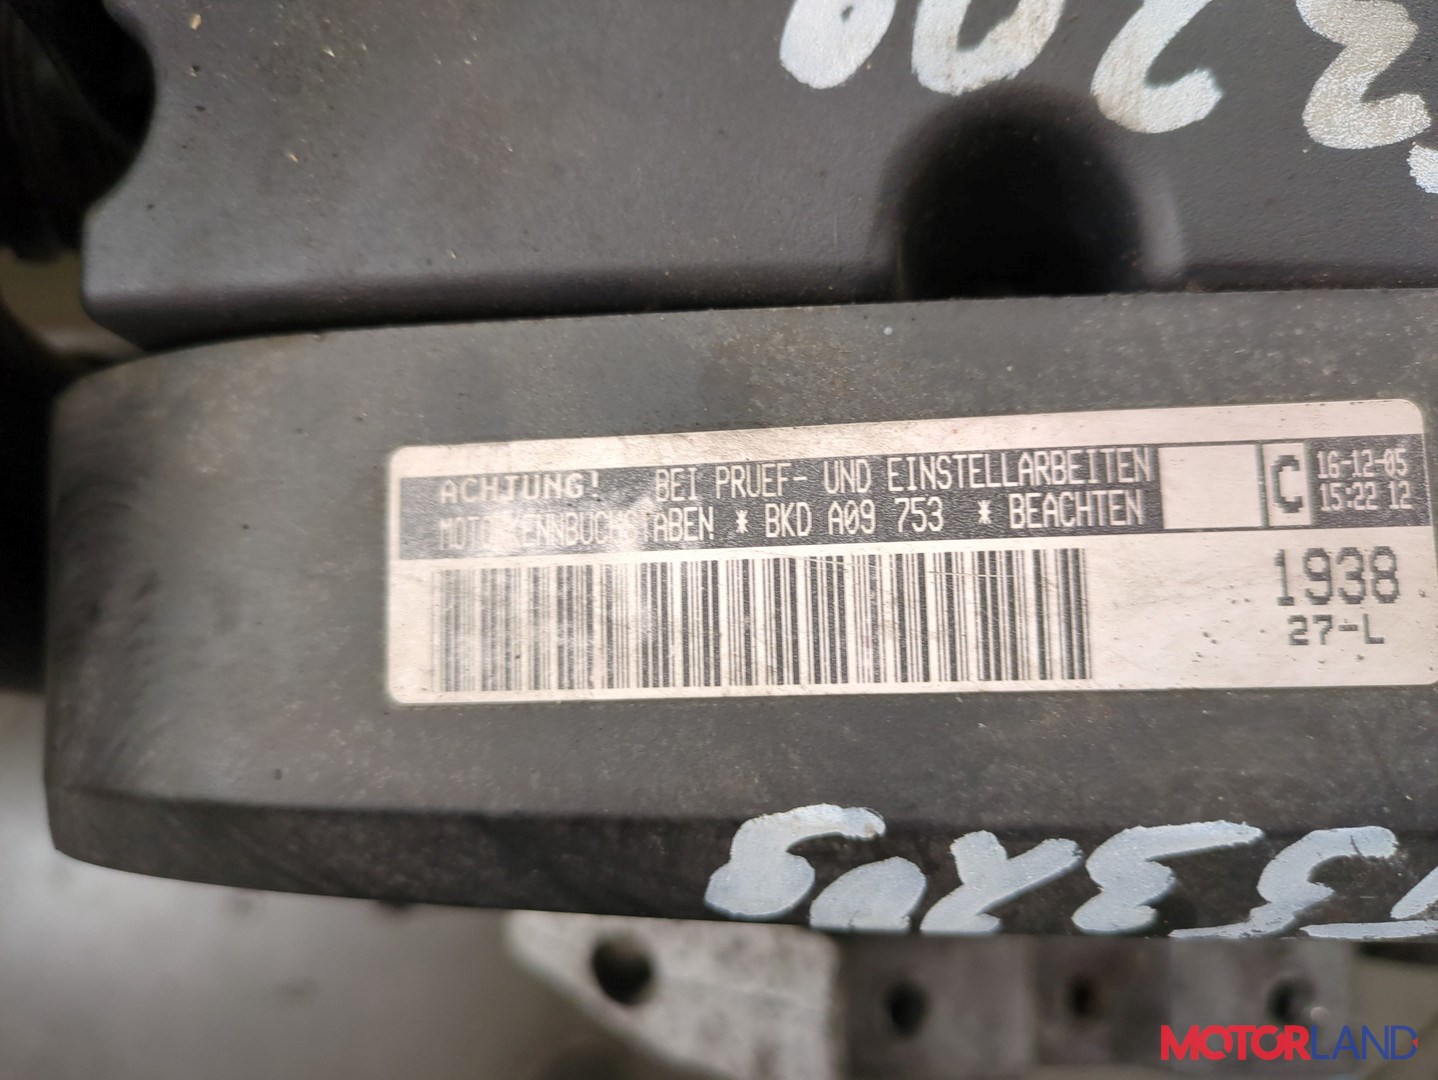 ACHTUNG! BEI PRUEF- UND EINSTELLARBEITEN
MOTORKENNBUCHSTABEN * BKD A09 753 * BEACHTEN
C
16-12-05
15:22 12
1938
27-L
MOTORLAND